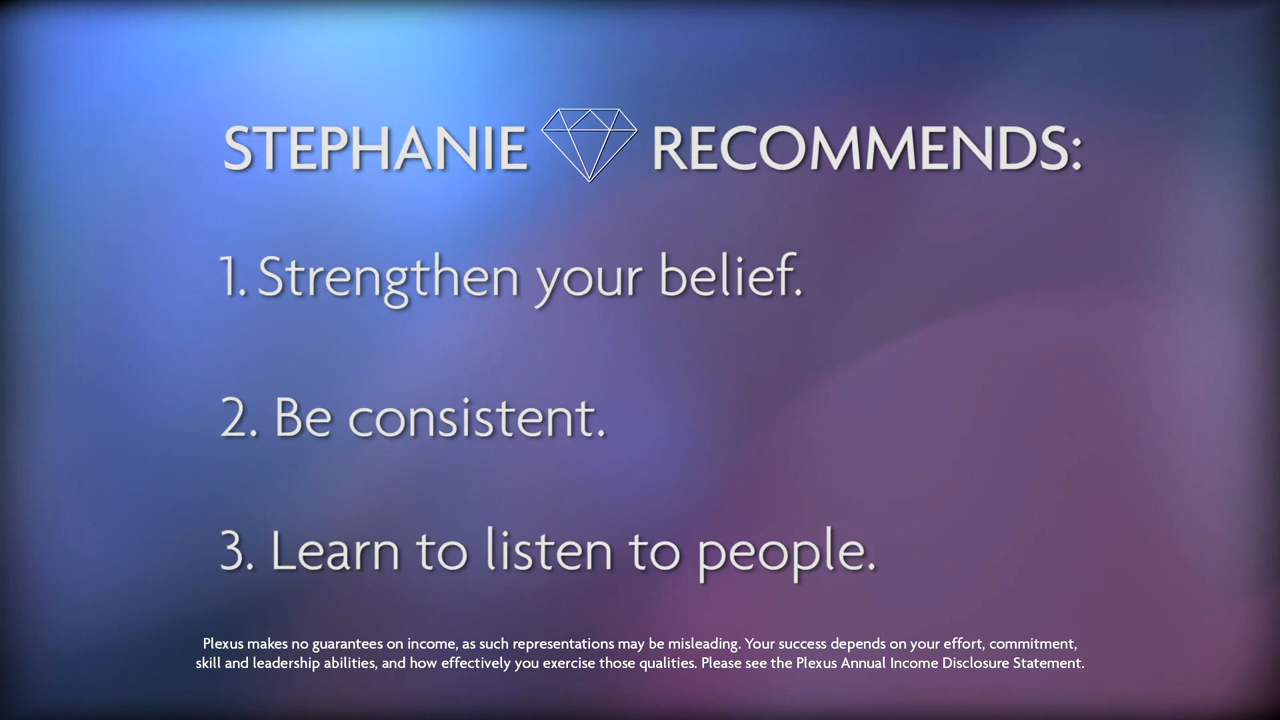 STEPHANIE RECOMMENDS:
1. Strengthen your belief.
2. Be consistent.
3. Learn to listen to people.
Plexus makes no guarantees on income, as such representations may be misleading. Your success depends on your effort, commitment,
skill and leadership abilities, and how effectively you exercise those qualities. Please see the Plexus Annual Income Disclosure Statement.